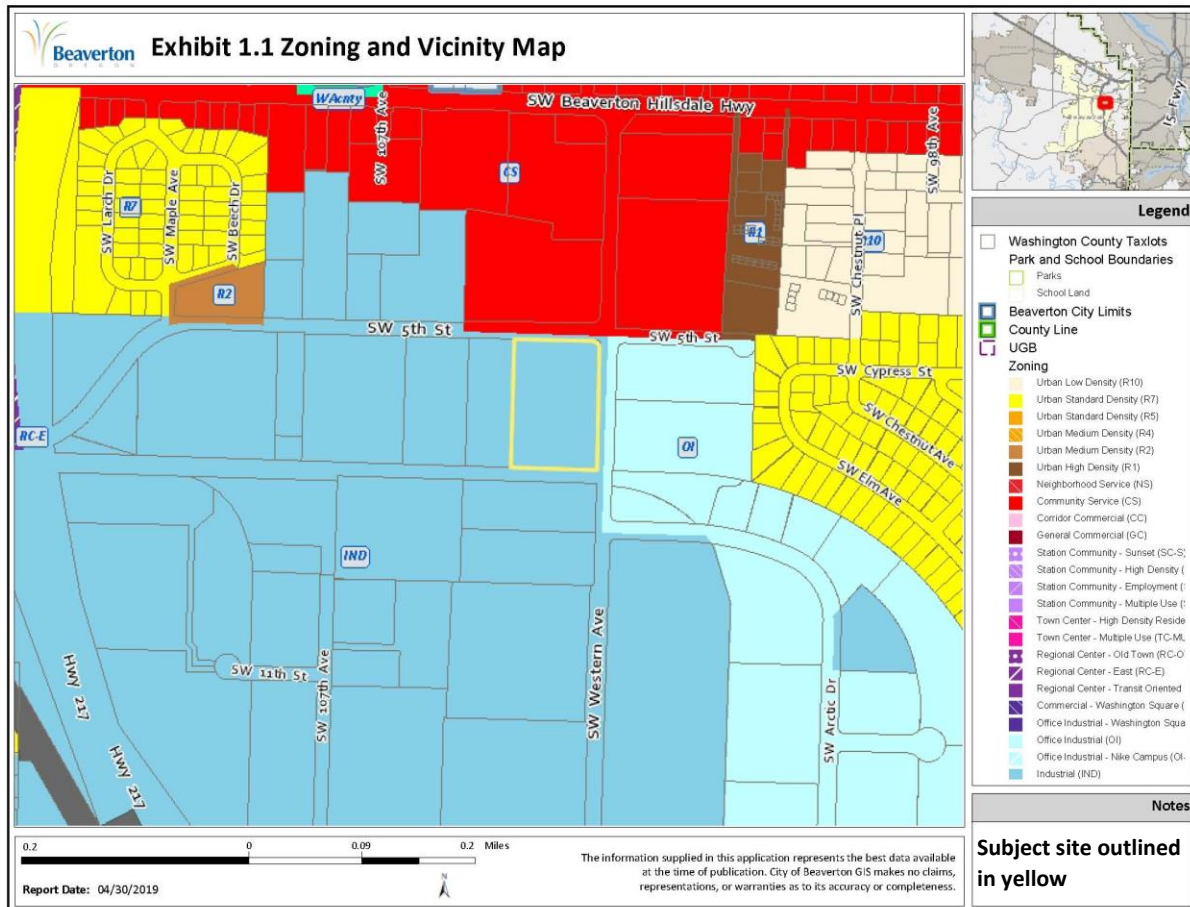 Beaverton
OREGON
Exhibit 1.1 Zoning and Vicinity Map
I5 Fwy
WAcnty
SW 107th Ave
SW Beaverton Hillsdale Hwy
SW 98th Ave
CS
SW Larch Dr
R7
SW Maple Ave
SW Beech Dr
R1
SW Chestnut Pl
R10
R2
SW 5th St
SW 5th St
SW Cypress St
SW Chestnut Ave
RC-E
OI
SW Elm Ave
IND
SW Western Ave
SW 11th St
SW 107th Ave
SW Arctic Dr
Hwy 217
Hwy 217
Legend
Washington County Taxlots
Park and School Boundaries
Parks
School Land
Beaverton City Limits
County Line
UGB
Zoning
Urban Low Density (R10)
Urban Standard Density (R7)
Urban Standard Density (R5)
Urban Medium Density (R4)
Urban Medium Density (R2)
Urban High Density (R1)
Neighborhood Service (NS)
Community Service (CS)
Corridor Commercial (CC)
General Commercial (GC)
Station Community - Sunset (SC-S)
Station Community - High Density (
Station Community - Employment (
Station Community - Multiple Use (
Town Center - High Density Reside
Town Center - Multiple Use (TC-MU
Regional Center - Old Town (RC-O
Regional Center - East (RC-E)
Regional Center - Transit Oriented
Commercial - Washington Square (
Office Industrial - Washington Squa
Office Industrial (OI)
Office Industrial - Nike Campus (OI-
Industrial (IND)
Notes
Subject site outlined
in yellow
0.2 0 0.09 0.2 Miles
Report Date: 04/30/2019
N
The information supplied in this application represents the best data available
at the time of publication. City of Beaverton GIS makes no claims,
representations, or warranties as to its accuracy or completeness.